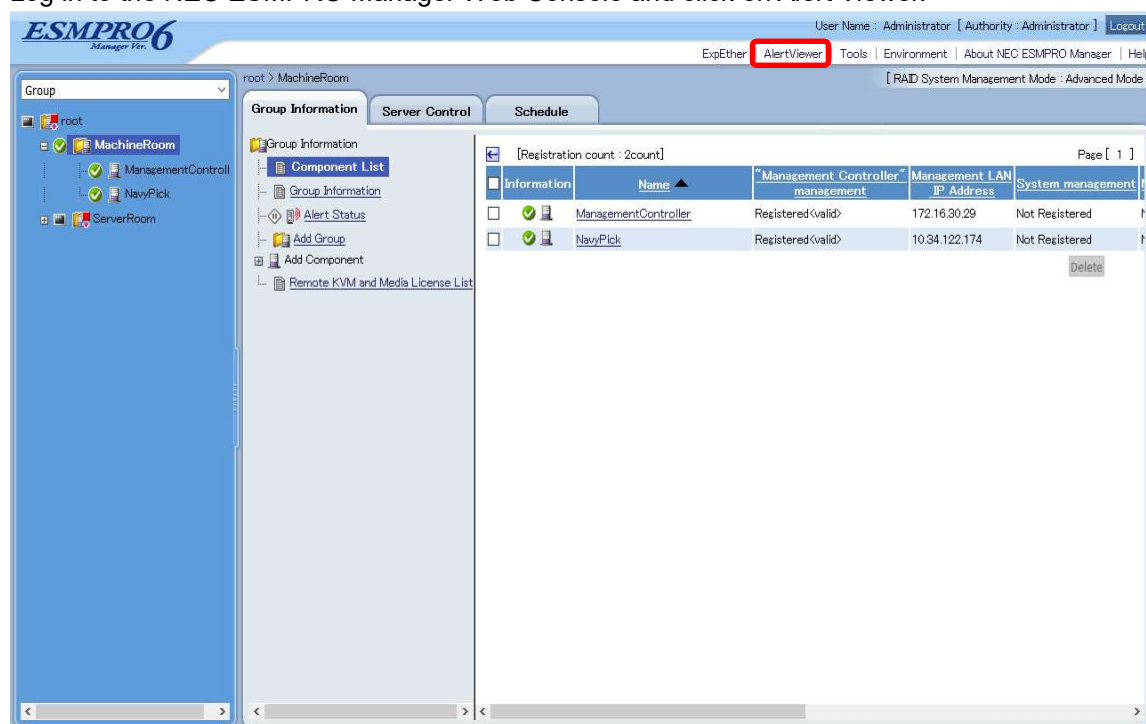 Log in to the NEC ESMPRO Manager Web Console and click on Alert Viewer.
ESMPRO6
Manager Ver.
User Name : Administrator [ Authority : Administrator ] Logout
ExpEther AlertViewer Tools | Environment | About NEC ESMPRO Manager | Help
Group
root > MachineRoom
[ RAID System Management Mode : Advanced Mode
root
MachineRoom
ManagementControll
NavyPick
ServerRoom
Group Information Server Control Schedule
Group Information
Component List
Group Information
Alert Status
Add Group
Add Component
Remote KVM and Media License List
[Registration count : 2count] Page [ 1 ]
Information Name ▲ "Management Controller" management Management LAN IP Address System management
ManagementController Registered<valid> 172.16.30.29 Not Registered
NavyPick Registered<valid> 10.34.122.174 Not Registered
Delete